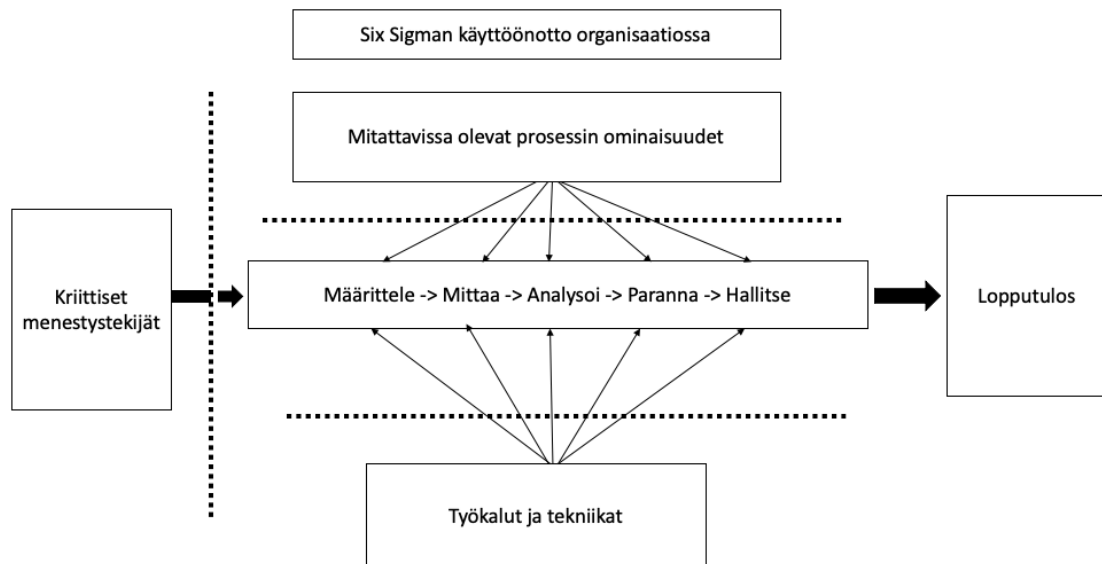 Six Sigman käyttöönotto organisaatiossa
Mitattavissa olevat prosessin ominaisuudet
Kriittiset
menestystekijät
Määrittele -> Mittaa -> Analysoi -> Paranna -> Hallitse
Lopputulos
Työkalut ja tekniikat